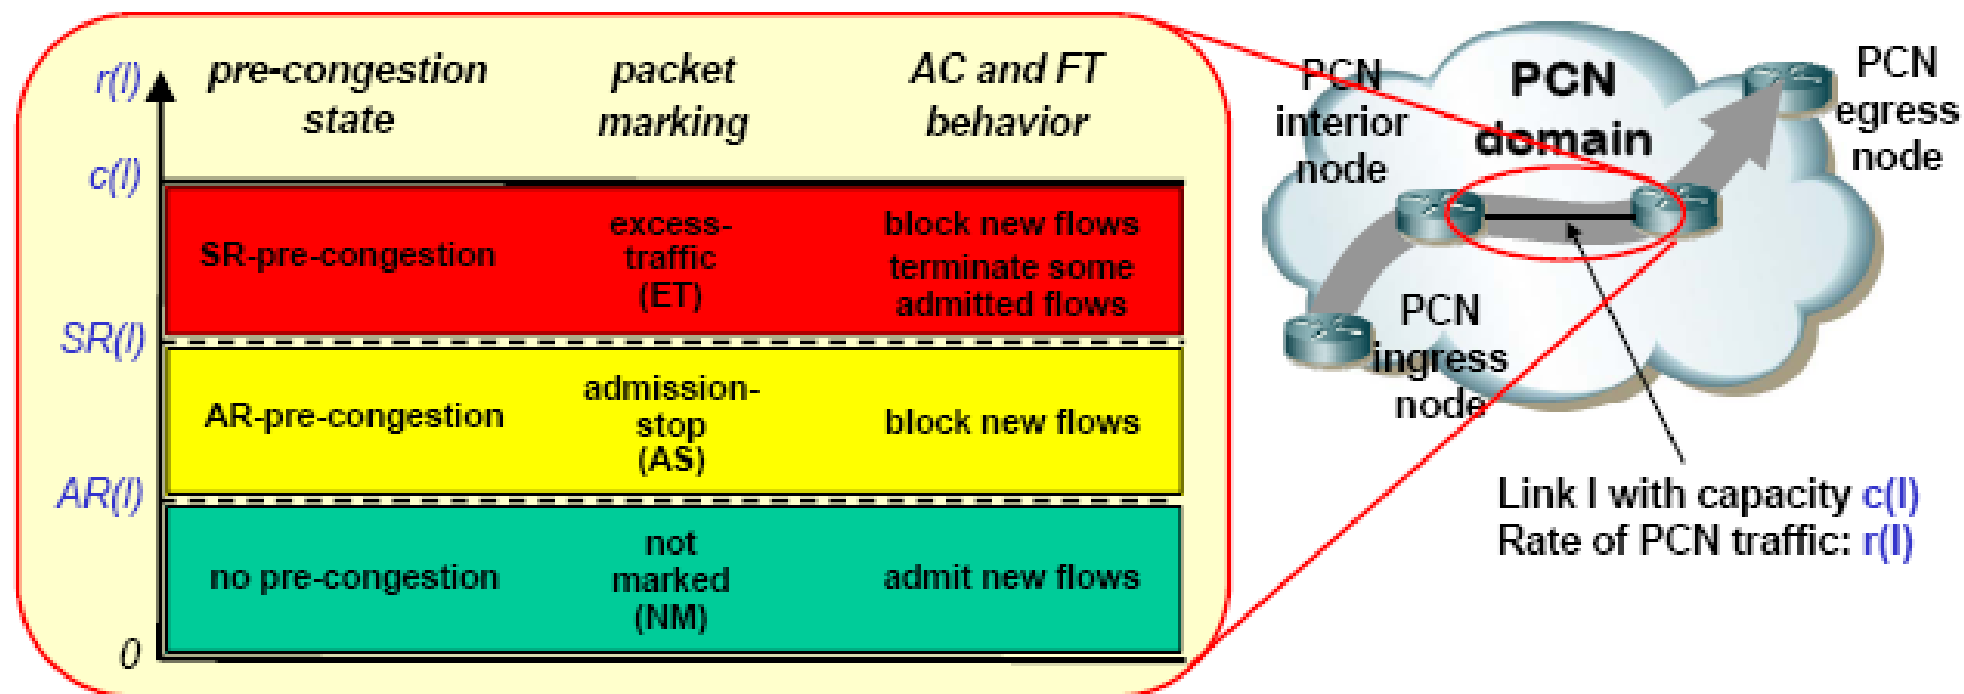 r(l)
pre-congestion
state
packet
marking
AC and FT
behavior
c(l)
SR-pre-congestion
excess-
traffic
(ET)
block new flows
terminate some
admitted flows
SR(l)
AR-pre-congestion
admission-
stop
(AS)
block new flows
AR(l)
no pre-congestion
not
marked
(NM)
admit new flows
0
PCN
interior
node
PCN
domain
PCN
egress
node
PCN
ingress
node
Link l with capacity c(l)
Rate of PCN traffic: r(l)